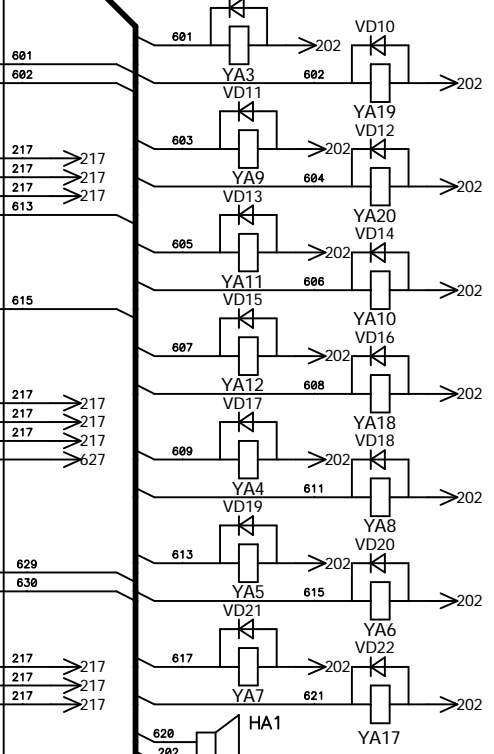 601
202
601
YA3
602
202
602
VD10
VD11
YA19
603
202
VD12
217 217
217 217
YA9
604
202
217 217
VD13
YA20
613
605
202
VD14
YA11
606
202
615
VD15
YA10
607
202
VD16
YA12
608
202
217 217
VD17
YA18
217 217
VD18
217 217
609
202
627
YA4
611
202
VD19
YA8
613
202
VD20
629
630
YA5
615
202
VD21
YA6
217 217
617
202
VD22
217 217
YA7
621
202
217 217
620
HA1
YA17
202